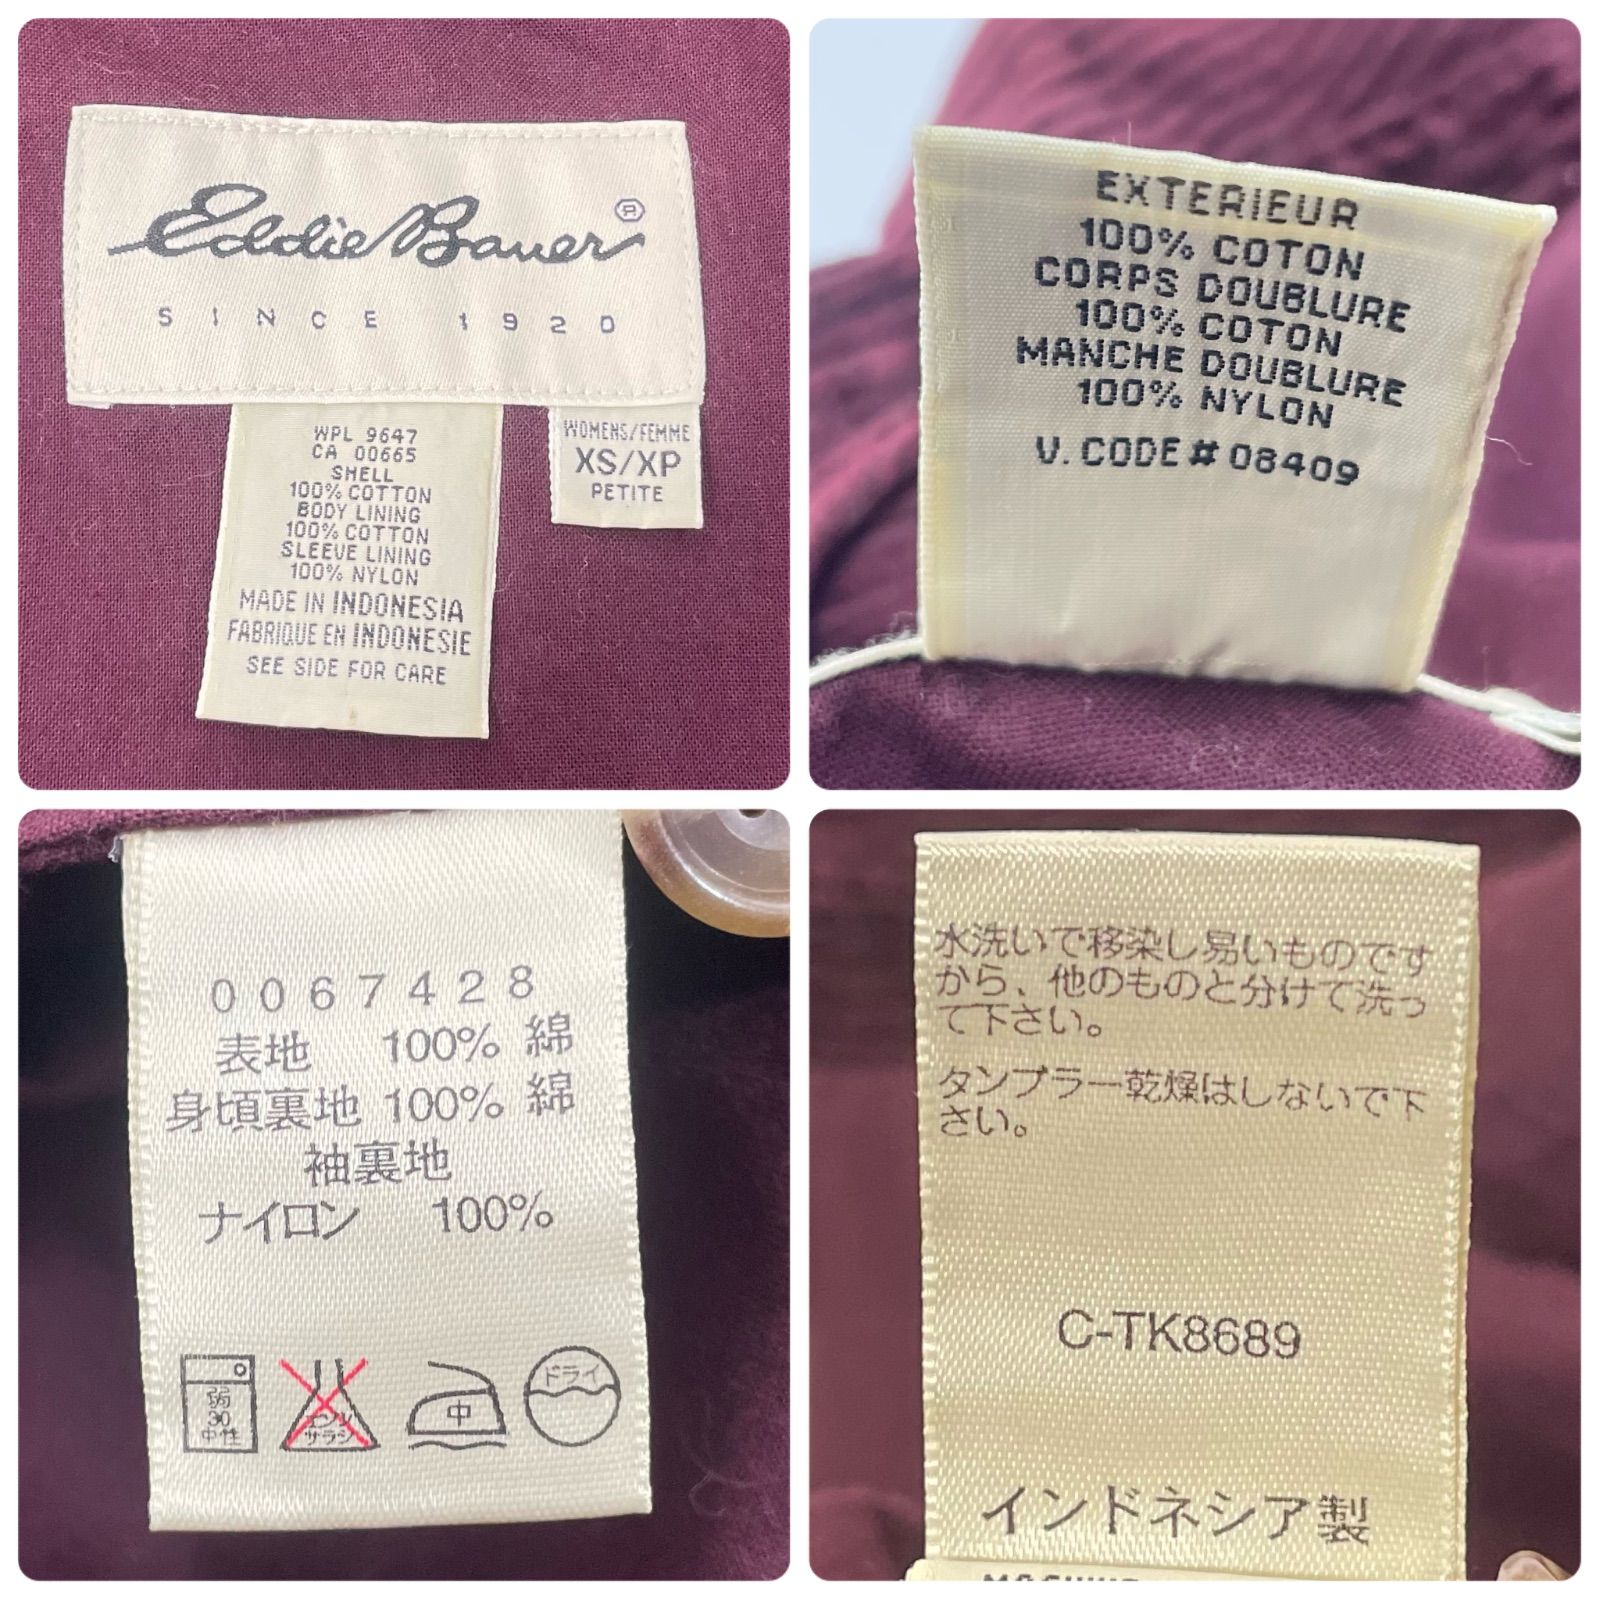 Eddie Bauer ®
SINCE 1920
WPL 9647
CA 00665
SHELL
100% COTTON
BODY LINING
100% COTTON
SLEEVE LINING
100% NYLON
MADE IN INDONESIA
FABRIQUE EN INDONESIE
SEE SIDE FOR CARE
WOMENS/FEMME
XS/XP
PETITE
EXTERIEUR
100% COTON
CORPS DOUBLURE
100% COTON
MANCHE DOUBLURE
100% NYLON
V. CODE # 08409
0067428
表地 100% 綿
身頃裏地 100% 綿
袖裏地
ナイロン 100%
弱
30
中性
エンソ
サラシ
中
ドライ
水洗いで移染し易いものです
から、他のものと分けて洗っ
て下さい。
タンブラー乾燥はしないで下
さい。
C-TK8689
インドネシア製